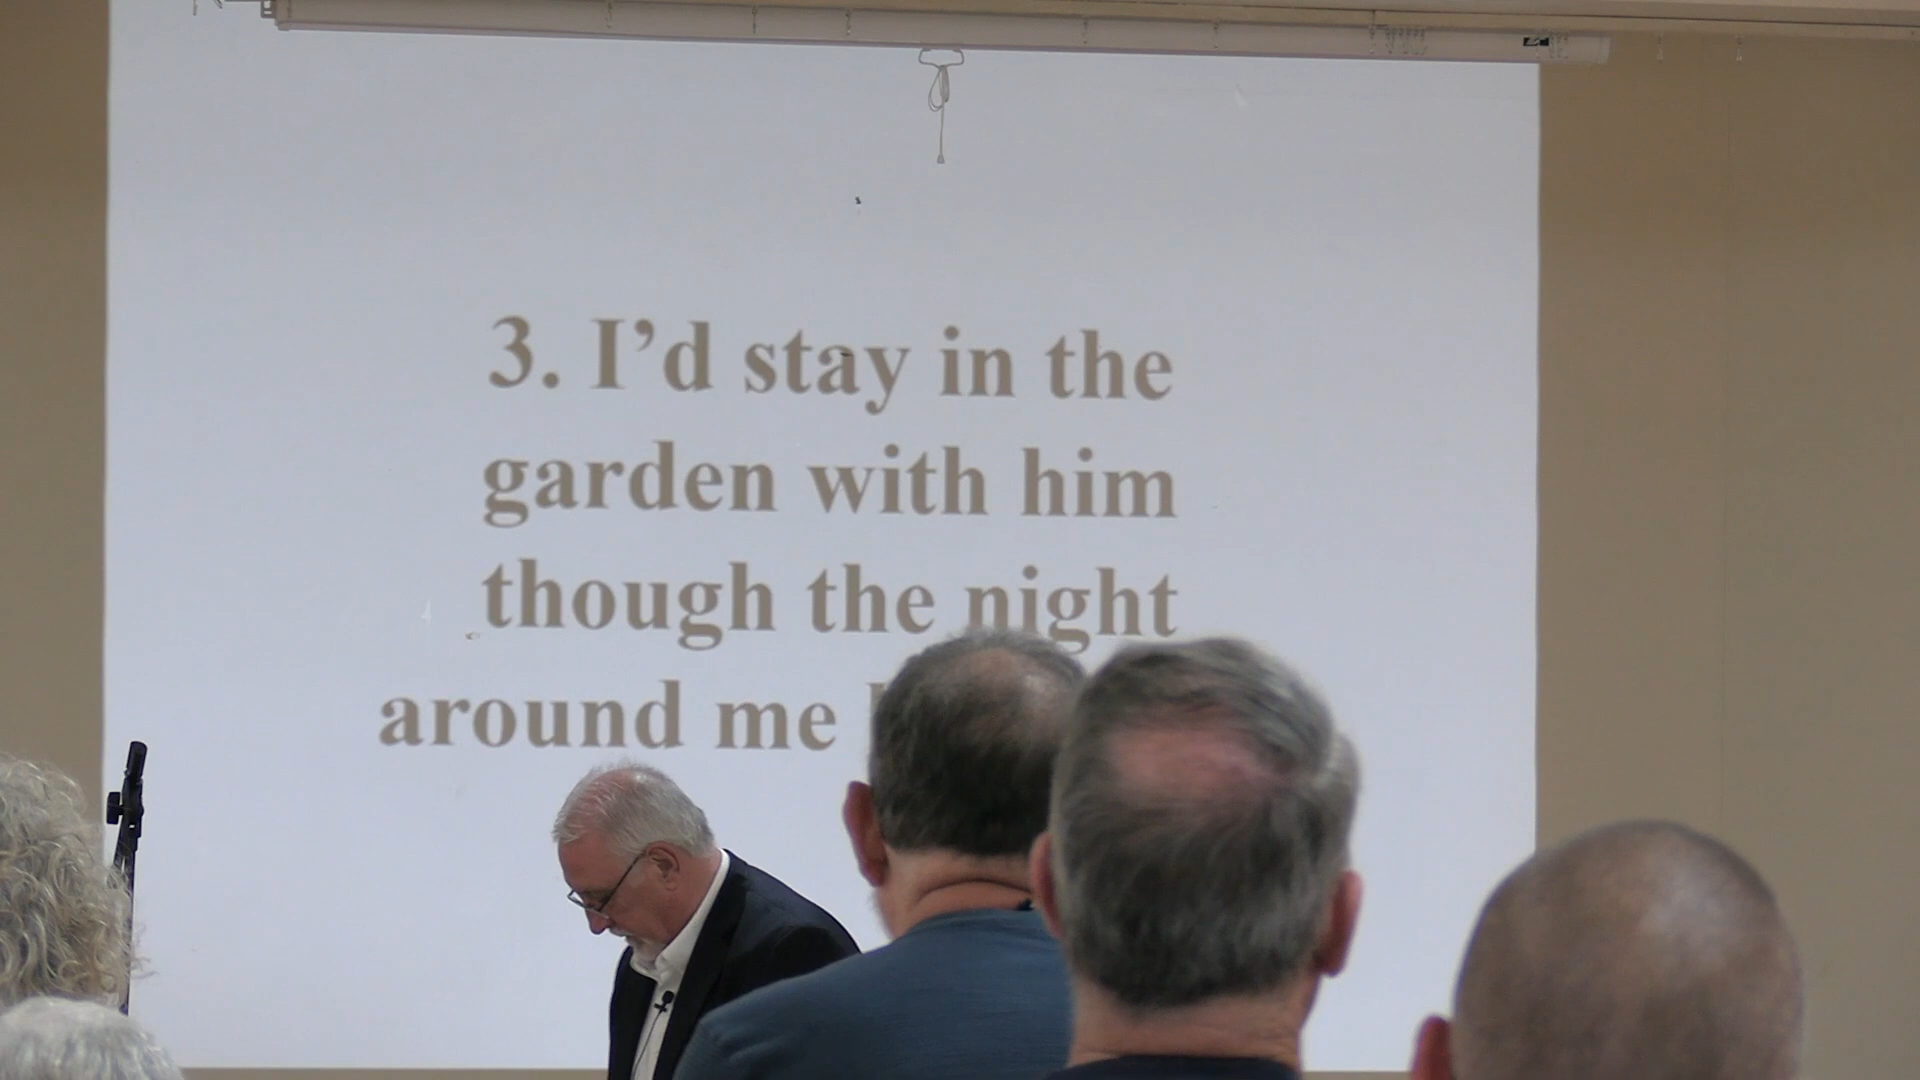 3. I’d stay in the
garden with him
though the night
around me